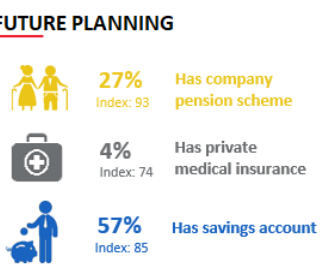 FUTURE PLANNING
27%
Index: 93
Has company
pension scheme
4%
Index: 74
Has private
medical insurance
57%
Index: 85
Has savings account